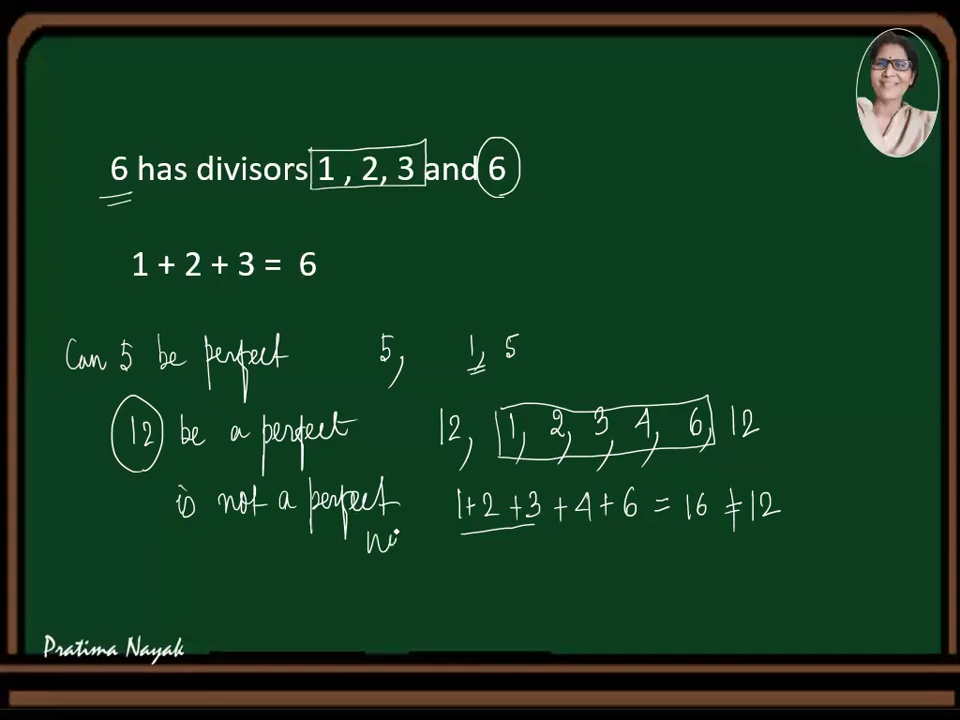 6 has divisors 1 , 2, 3 and 6
1 + 2 + 3 = 6
Can 5 be perfect 5, 1, 5
12 be a perfect 12, 1, 2, 3, 4, 6, 12
is not a perfect 1+2+3+4+6 = 16 ≠ 12
Pratima Nayak